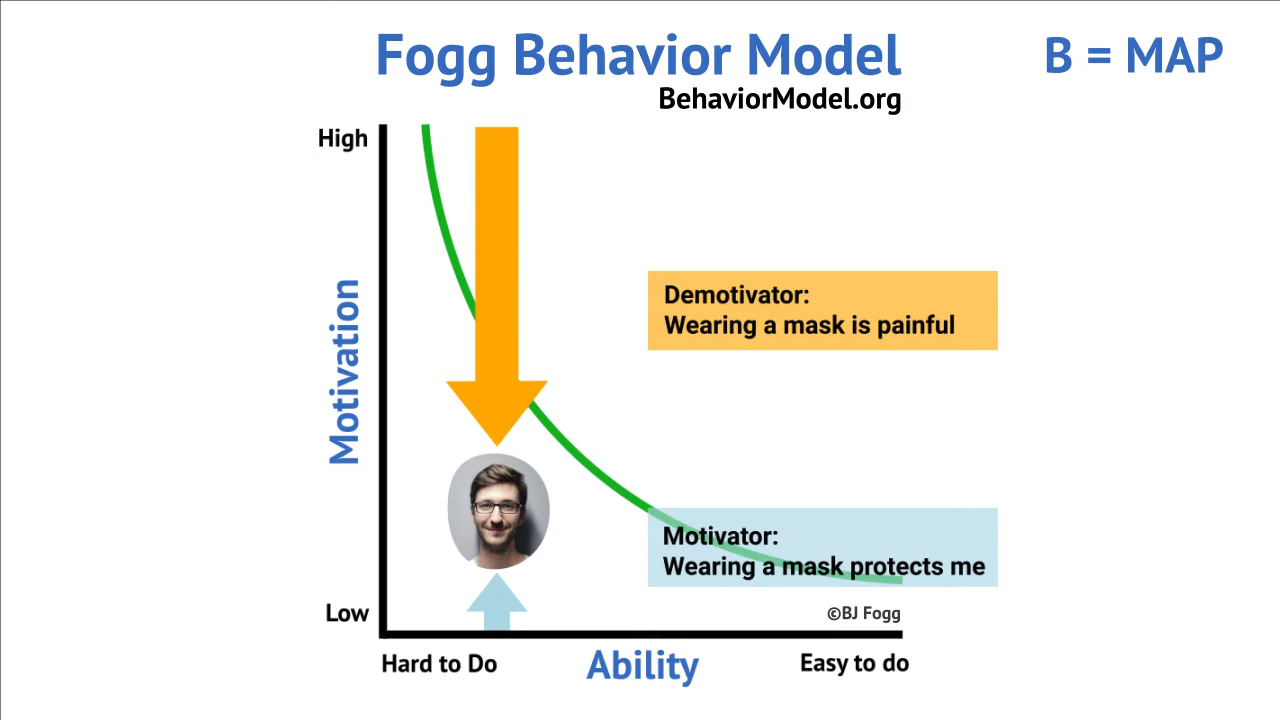 Fogg Behavior Model
B = MAP
BehaviorModel.org
High
Motivation
Demotivator:
Wearing a mask is painful
Motivator:
Wearing a mask protects me
Low
©BJ Fogg
Hard to Do
Ability
Easy to do